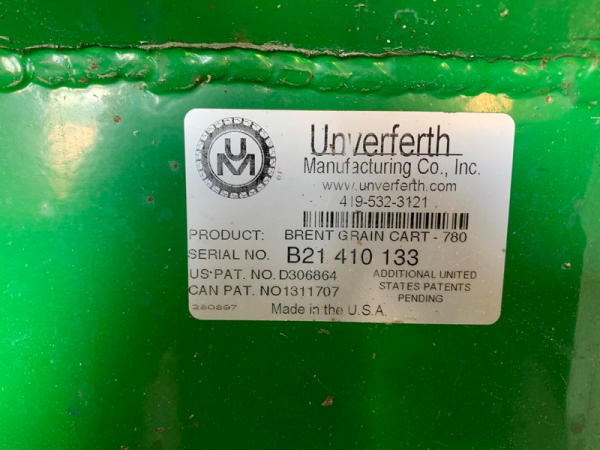 UM
Unverferth
Manufacturing Co., Inc.
www.unverferth.com
419-532-3121
PRODUCT: BRENT GRAIN CART - 780
SERIAL NO. B21 410 133
US PAT. NO. D306864
CAN PAT. NO1311707
ADDITIONAL UNITED
STATES PATENTS
PENDING
280897
Made in the U.S.A.